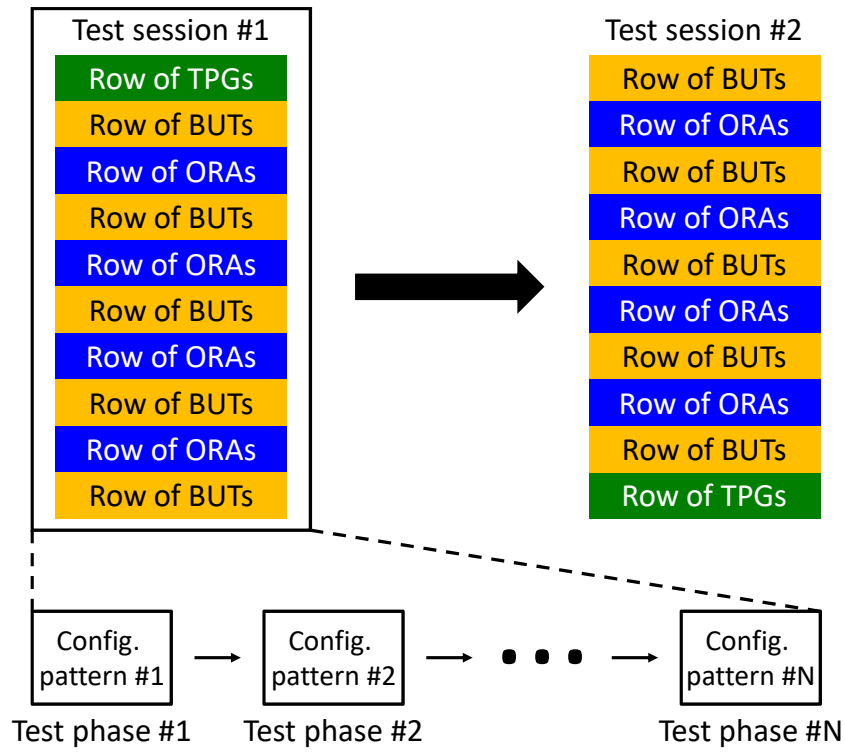 Test session #1
Row of TPGs
Row of BUTs
Row of ORAs
Row of BUTs
Row of ORAs
Row of BUTs
Row of ORAs
Row of BUTs
Row of ORAs
Row of BUTs
Test session #2
Row of BUTs
Row of ORAs
Row of BUTs
Row of ORAs
Row of BUTs
Row of ORAs
Row of BUTs
Row of ORAs
Row of BUTs
Row of TPGs
Config.
pattern #1
Test phase #1
Config.
pattern #2
Test phase #2
Config.
pattern #N
Test phase #N